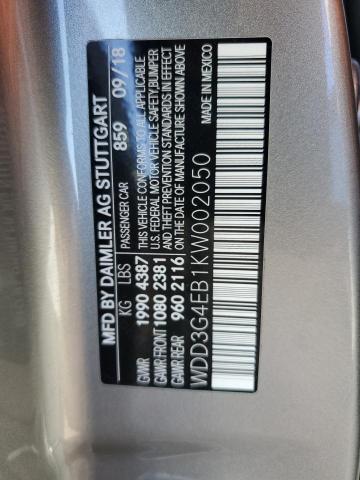 MFD BY DAIMLER AG STUTTGART
PASSENGER CAR 859 09/18
KG LBS
GVWR 1990 4387
GAWR FRONT 1080 2381
GAWR REAR 960 2116
THIS VEHICLE CONFORMS TO ALL APPLICABLE
U.S. FEDERAL MOTOR VEHICLE SAFETY, BUMPER
AND THEFT PREVENTION STANDARDS IN EFFECT
ON THE DATE OF MANUFACTURE SHOWN ABOVE
WDD3G4EB1KW002050
MADE IN MEXICO